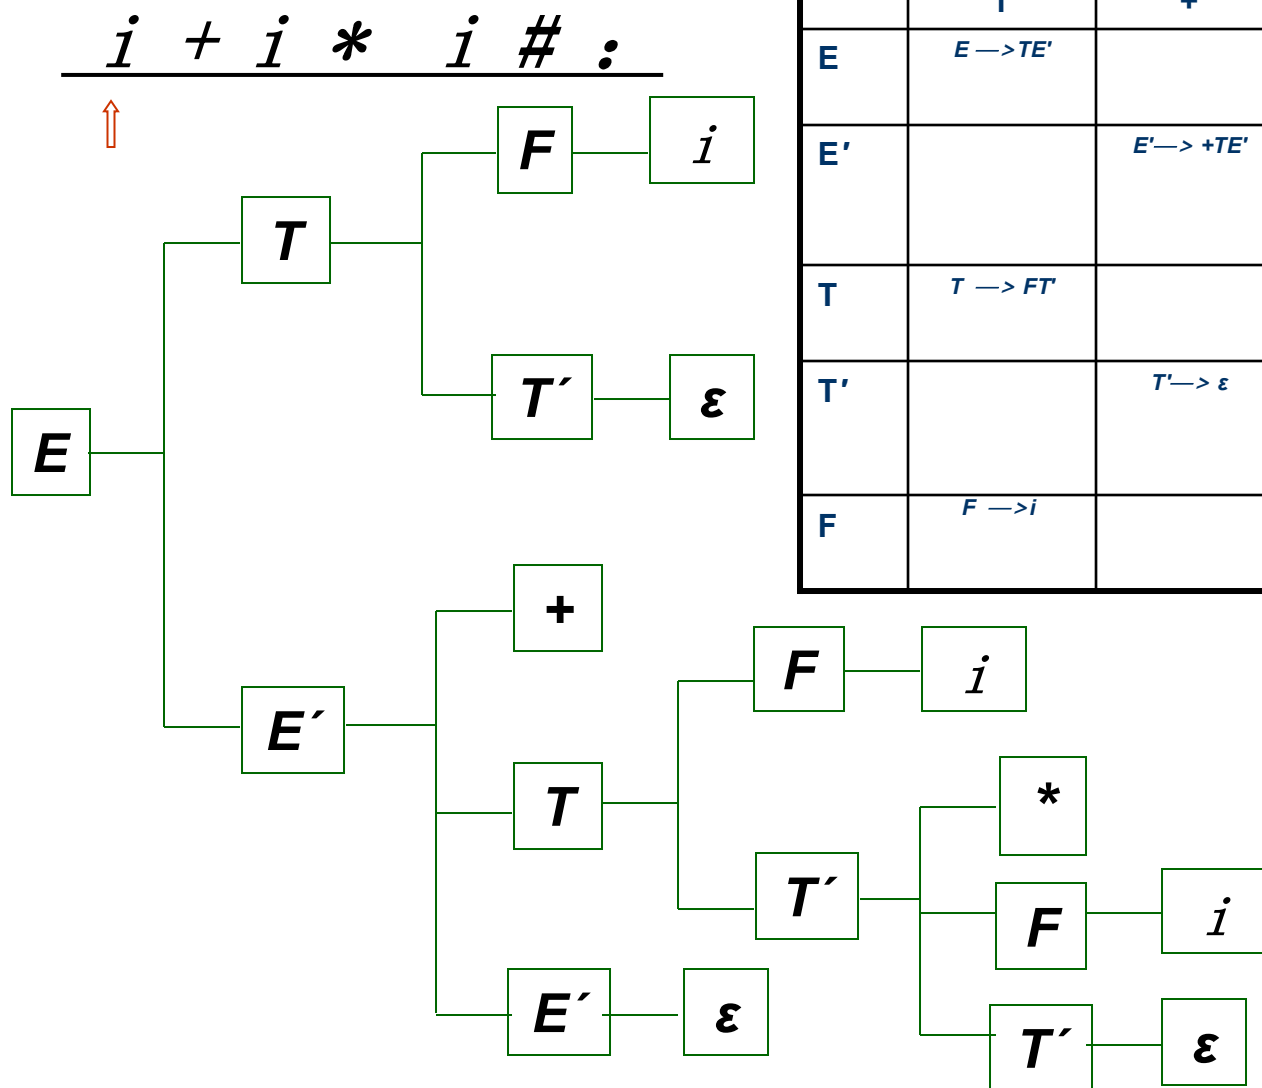 i + i * i # :
+
E E —>TE′
E′ E′—> +TE′
T T —> FT′
T′ T′—> ε
F F —>i
F i
T
T′ ε
E
+
F i
E′
*
T
T′
F i
E′ ε
T′ ε